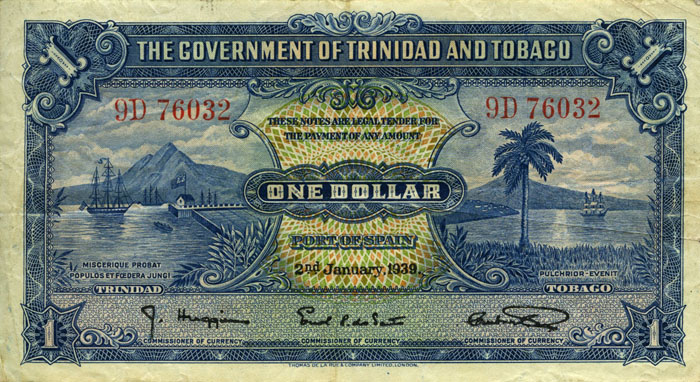 THE GOVERNMENT OF TRINIDAD AND TOBAGO
1
1
9D 76032
9D 76032
THESE NOTES ARE LEGAL TENDER FOR
THE PAYMENT OF ANY AMOUNT
ONE DOLLAR
PORT OF SPAIN
2nd January, 1939.
MISCERIQUE PROBAT
POPULOS ET FŒDERA JUNGI
TRINIDAD
PULCHRIOR-EVENIT
TOBAGO
1
1
COMMISSIONER OF CURRENCY
COMMISSIONER OF CURRENCY.
COMMISSIONER OF CURRENCY
THOMAS DE LA RUE & COMPANY LIMITED, LONDON.